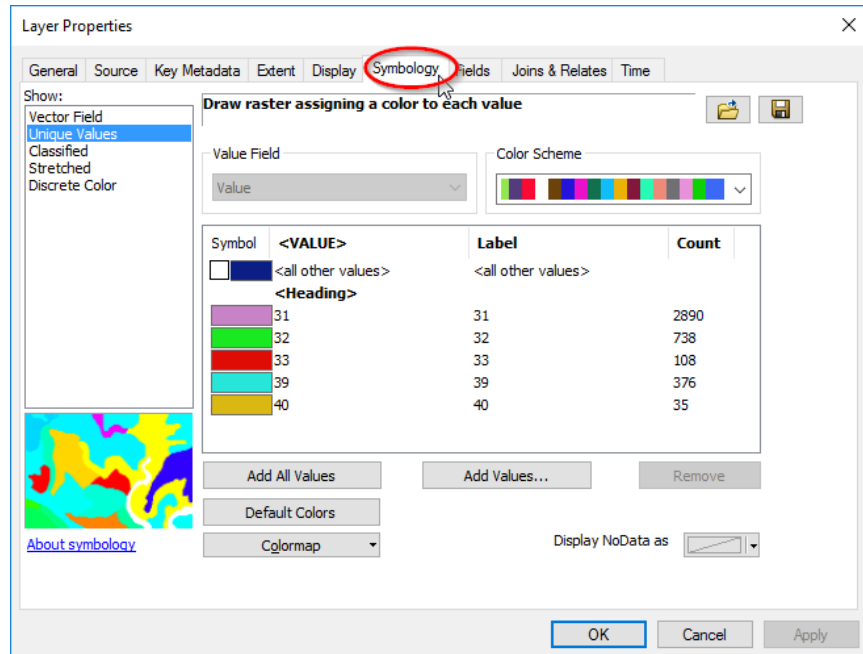 Layer Properties
General Source Key Metadata Extent Display Symbology Fields Joins & Relates Time
Show:
Vector Field
Unique Values
Classified
Stretched
Discrete Color
Draw raster assigning a color to each value
Value Field
Value
Color Scheme
Symbol <VALUE> Label Count
<all other values> <all other values>
<Heading>
31 31 2890
32 32 738
33 33 108
39 39 376
40 40 35
Add All Values Add Values... Remove
Default Colors
Colormap Display NoData as
About symbology
OK Cancel Apply